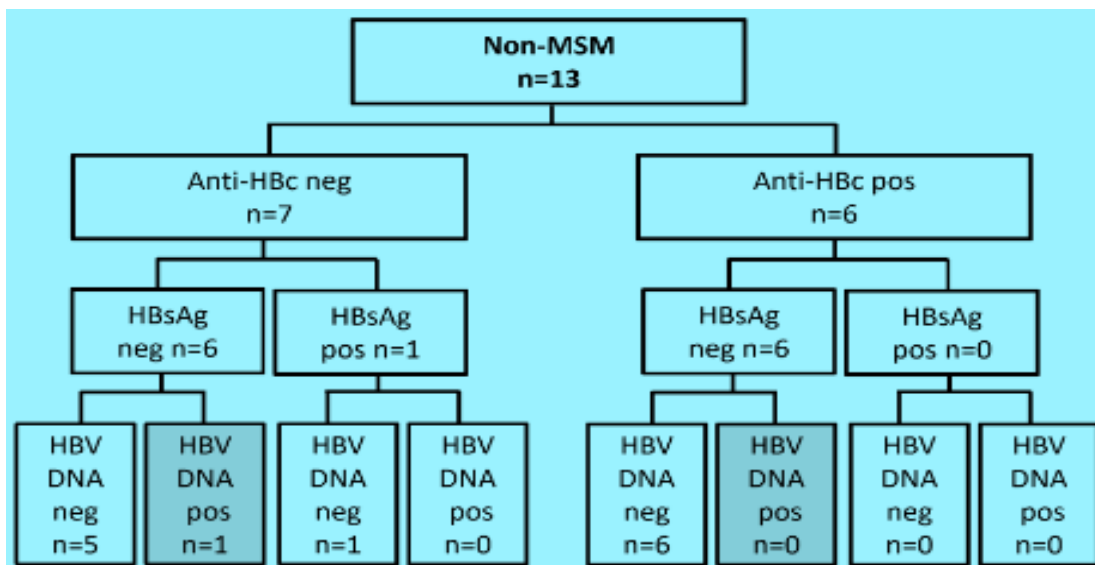 Non-MSM
n=13
Anti-HBc neg
n=7
Anti-HBc pos
n=6
HBsAg
neg n=6
HBsAg
pos n=1
HBsAg
neg n=6
HBsAg
pos n=0
HBV
DNA
neg
n=5
HBV
DNA
pos
n=1
HBV
DNA
neg
n=1
HBV
DNA
pos
n=0
HBV
DNA
neg
n=6
HBV
DNA
pos
n=0
HBV
DNA
neg
n=0
HBV
DNA
pos
n=0